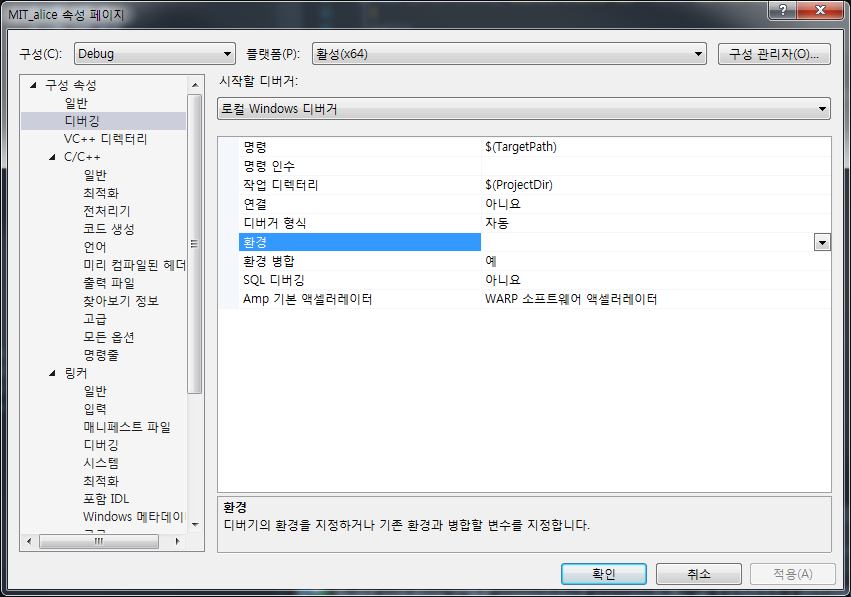 MIT_alice 속성 페이지
구성(C): Debug 플랫폼(P): 활성(x64) 구성 관리자(O)...
구성 속성
일반
디버깅
VC++ 디렉터리
C/C++
일반
최적화
전처리기
코드 생성
언어
미리 컴파일된 헤더
출력 파일
찾아보기 정보
고급
모든 옵션
명령줄
링커
일반
입력
매니페스트 파일
디버깅
시스템
최적화
포함 IDL
Windows 메타데이
시작할 디버거:
로컬 Windows 디버거
명령 $(TargetPath)
명령 인수
작업 디렉터리 $(ProjectDir)
연결 아니요
디버거 형식 자동
환경
환경 병합 예
SQL 디버깅 아니요
Amp 기본 액셀러레이터 WARP 소프트웨어 액셀러레이터
환경
디버기의 환경을 지정하거나 기존 환경과 병합할 변수를 지정합니다.
확인 취소 적용(A)